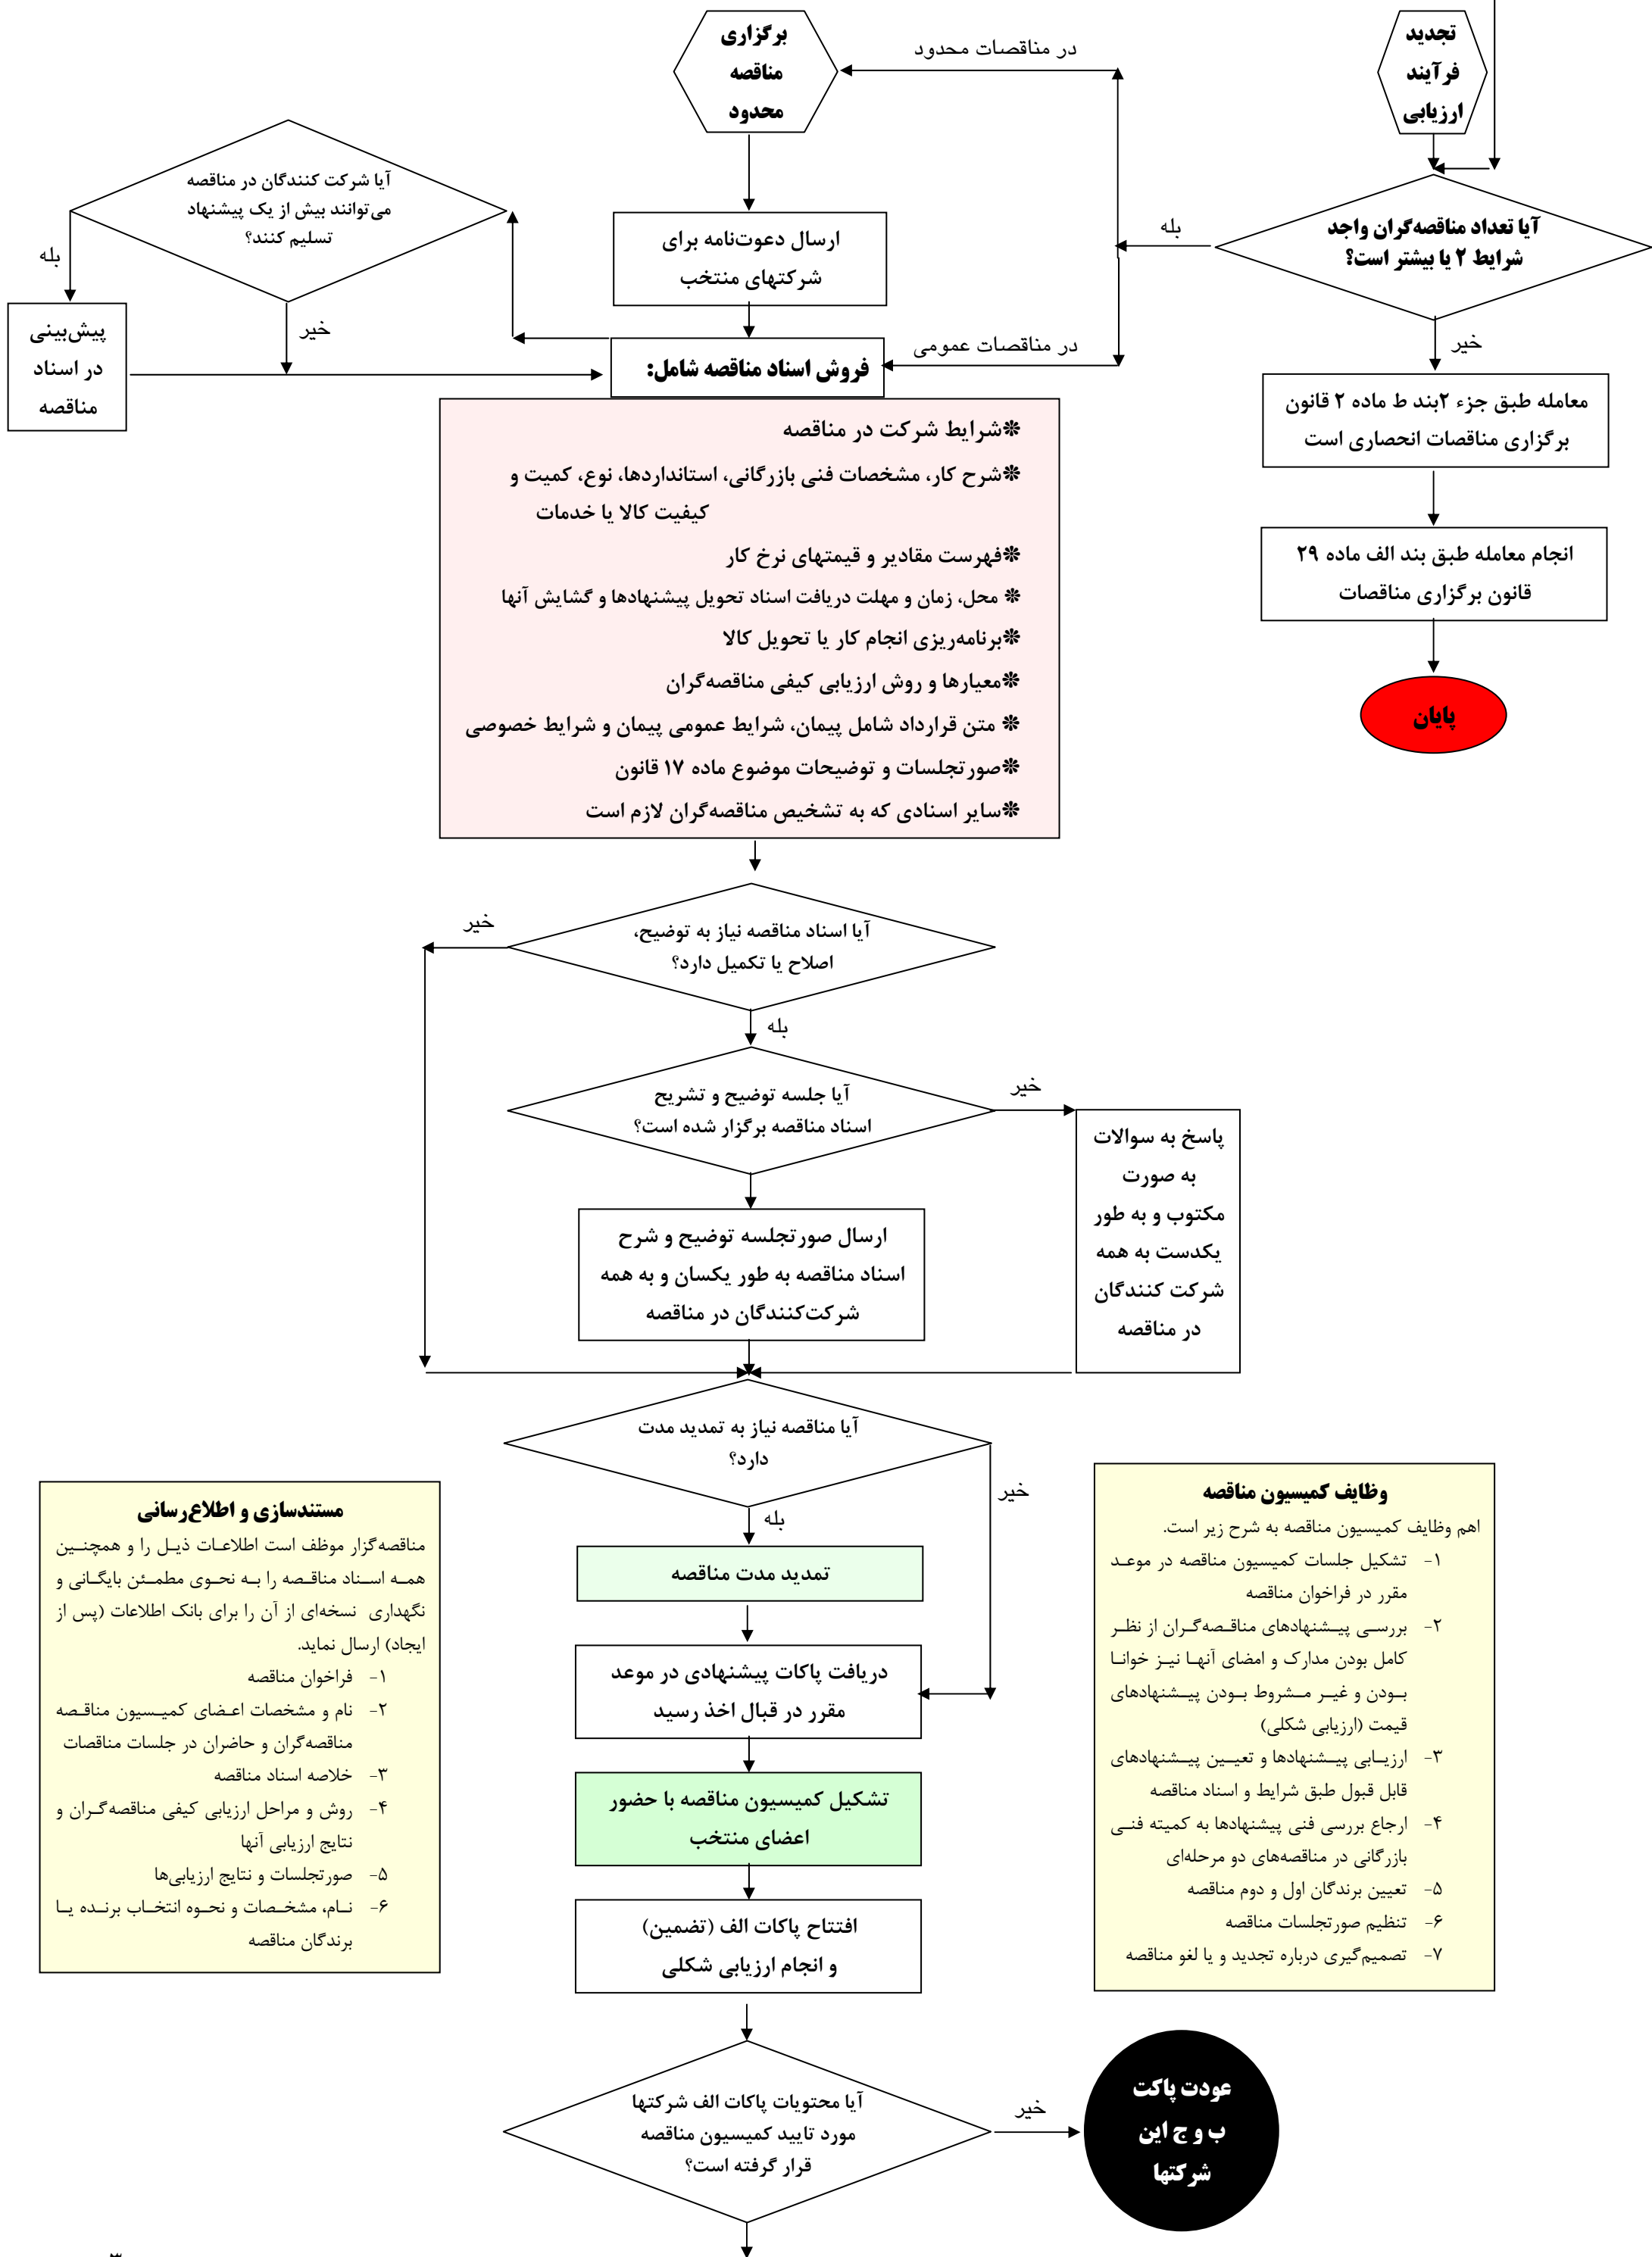 تجدید
فرآیند
ارزیابی
برگزاری
مناقصه
محدود
در مناقصات محدود
آیا تعداد مناقصه‌گران واجد
شرایط ۲ یا بیشتر است؟
بله
خیر
معامله طبق جزء ۲بند ط ماده ۲ قانون
برگزاری مناقصات انحصاری است
انجام معامله طبق بند الف ماده ۲۹
قانون برگزاری مناقصات
پایان
ارسال دعوت‌نامه برای
شرکتهای منتخب
در مناقصات عمومی
آیا شرکت کنندگان در مناقصه
می‌توانند بیش از یک پیشنهاد
تسلیم کنند؟
بله
خیر
پیش‌بینی
در اسناد
مناقصه
فروش اسناد مناقصه شامل:
❊شرایط شرکت در مناقصه
❊شرح کار، مشخصات فنی بازرگانی، استانداردها، نوع، کمیت و
کیفیت کالا یا خدمات
❊فهرست مقادیر و قیمتهای نرخ کار
❊ محل، زمان و مهلت دریافت اسناد تحویل پیشنهادها و گشایش آنها
❊برنامه‌ریزی انجام کار یا تحویل کالا
❊معیارها و روش ارزیابی کیفی مناقصه‌گران
❊ متن قرارداد شامل پیمان، شرایط عمومی پیمان و شرایط خصوصی
❊صورتجلسات و توضیحات موضوع ماده ۱۷ قانون
❊سایر اسنادی که به تشخیص مناقصه‌گران لازم است
آیا اسناد مناقصه نیاز به توضیح،
اصلاح یا تکمیل دارد؟
خیر
بله
آیا جلسه توضیح و تشریح
اسناد مناقصه برگزار شده است؟
خیر
پاسخ به سوالات
به صورت
مکتوب و به طور
یکدست به همه
شرکت کنندگان
در مناقصه
ارسال صورتجلسه توضیح و شرح
اسناد مناقصه به طور یکسان و به همه
شرکت‌کنندگان در مناقصه
آیا مناقصه نیاز به تمدید مدت
دارد؟
خیر
بله
تمدید مدت مناقصه
دریافت پاکات پیشنهادی در موعد
مقرر در قبال اخذ رسید
تشکیل کمیسیون مناقصه با حضور
اعضای منتخب
افتتاح پاکات الف (تضمین)
و انجام ارزیابی شکلی
آیا محتویات پاکات الف شرکتها
مورد تایید کمیسیون مناقصه
قرار گرفته است؟
خیر
عودت پاکت
ب و ج این
شرکتها
وظایف کمیسیون مناقصه
اهم وظایف کمیسیون مناقصه به شرح زیر است.
۱- تشکیل جلسات کمیسیون مناقصه در موعد
مقرر در فراخوان مناقصه
۲- بررسی پیشنهادهای مناقصه‌گران از نظر
کامل بودن مدارک و امضای آنها نیز خوانا
بودن و غیر مشروط بودن پیشنهادهای
قیمت (ارزیابی شکلی)
۳- ارزیابی پیشنهادها و تعیین پیشنهادهای
قابل قبول طبق شرایط و اسناد مناقصه
۴- ارجاع بررسی فنی پیشنهادها به کمیته فنی
بازرگانی در مناقصه‌های دو مرحله‌ای
۵- تعیین برندگان اول و دوم مناقصه
۶- تنظیم صورتجلسات مناقصه
۷- تصمیم‌گیری درباره تجدید و یا لغو مناقصه
مستندسازی و اطلاع‌رسانی
مناقصه‌گزار موظف است اطلاعات ذیل را و همچنین
همه اسناد مناقصه را به نحوی مطمئن بایگانی و
نگهداری نسخه‌ای از آن را برای بانک اطلاعات (پس از
ایجاد) ارسال نماید.
۱- فراخوان مناقصه
۲- نام و مشخصات اعضای کمیسیون مناقصه
مناقصه‌گران و حاضران در جلسات مناقصات
۳- خلاصه اسناد مناقصه
۴- روش و مراحل ارزیابی کیفی مناقصه‌گران و
نتایج ارزیابی آنها
۵- صورتجلسات و نتایج ارزیابی‌ها
۶- نام، مشخصات و نحوه انتخاب برنده یا
برندگان مناقصه
۳